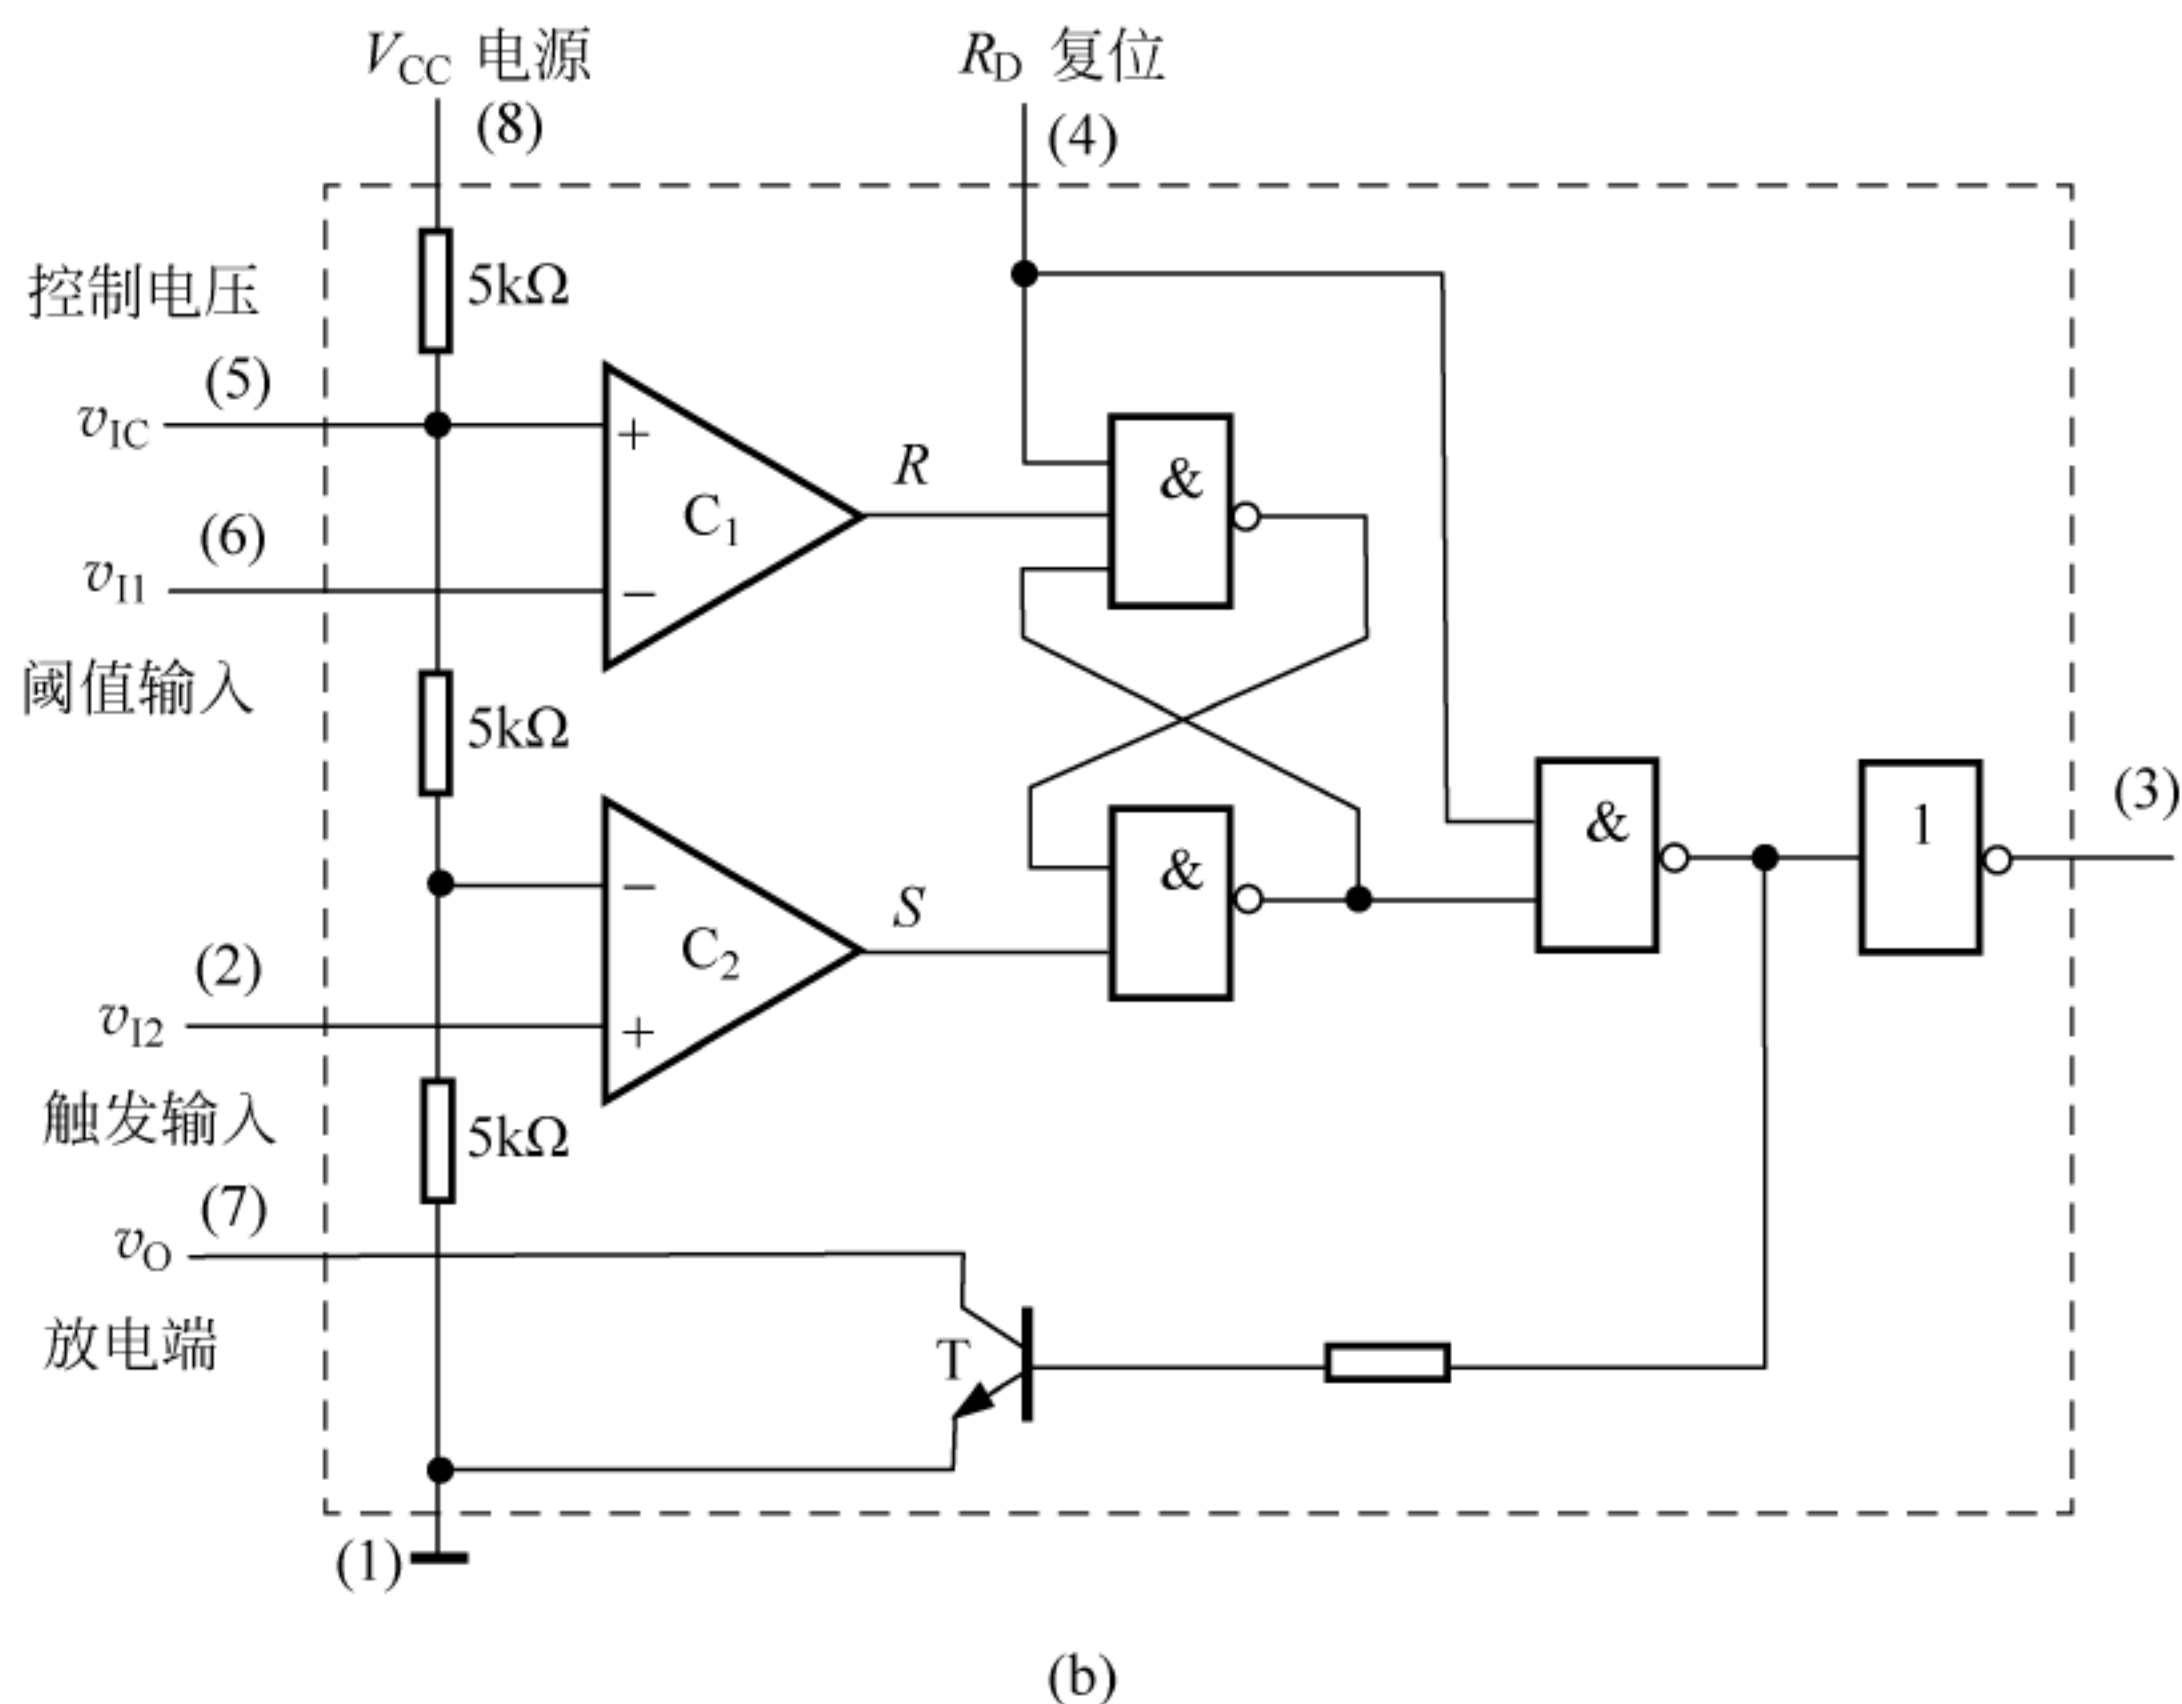 VCC 电源
RD 复位
(8)
(4)
控制电压
5kΩ
(5)
vIC
+
R
&
(6)
C1
vI1
−
阈值输入
5kΩ
(3)
&
1
−
&
S
(2)
C2
vI2
+
触发输入
5kΩ
(7)
vO
放电端
T
(1)
(b)